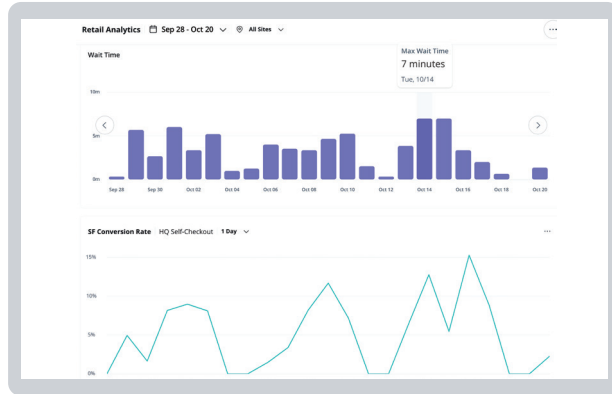 Retail Analytics Sep 28 - Oct 20 All Sites
Wait Time
Max Wait Time
7 minutes
Tue, 10/14
10m
5m
0m
Sep 28 Sep 30 Oct 02 Oct 04 Oct 06 Oct 08 Oct 10 Oct 12 Oct 14 Oct 16 Oct 18 Oct 20
SF Conversion Rate HQ Self-Checkout 1 Day
15%
10%
5%
0%